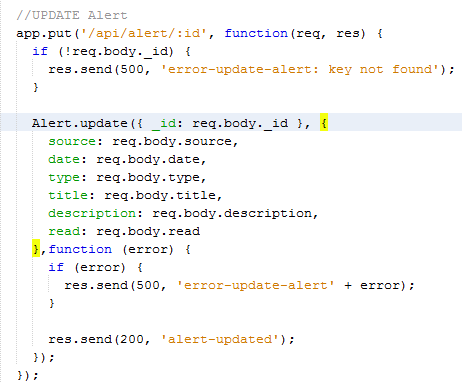 //UPDATE Alert
app.put('/api/alert/:id', function(req, res) {
  if (!req.body._id) {
    res.send(500, 'error-update-alert: key not found');
  }

  Alert.update({ _id: req.body._id }, {
    source: req.body.source,
    date: req.body.date,
    type: req.body.type,
    title: req.body.title,
    description: req.body.description,
    read: req.body.read
  },function (error) {
    if (error) {
      res.send(500, 'error-update-alert' + error);
    }

    res.send(200, 'alert-updated');
  });
});